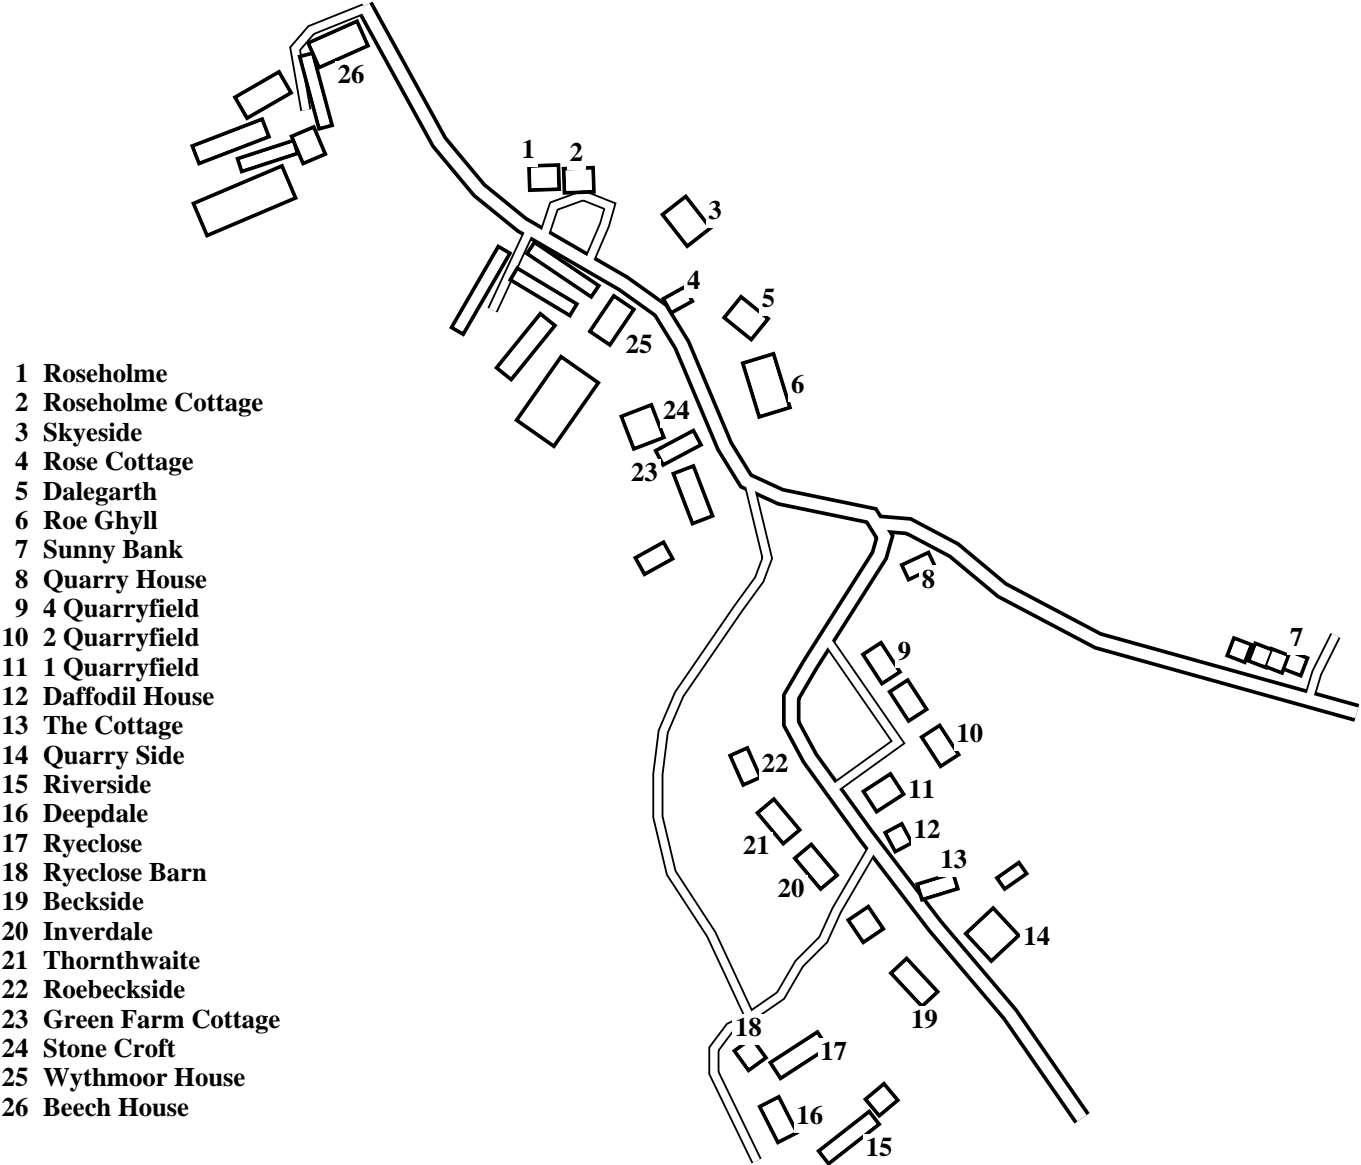 26
1
2
3
4
5
25
6
24
23
8
7
9
10
22
11
12
21
13
20
14
19
18
17
16
15
1 Roseholme
2 Roseholme Cottage
3 Skyeside
4 Rose Cottage
5 Dalegarth
6 Roe Ghyll
7 Sunny Bank
8 Quarry House
9 4 Quarryfield
10 2 Quarryfield
11 1 Quarryfield
12 Daffodil House
13 The Cottage
14 Quarry Side
15 Riverside
16 Deepdale
17 Ryeclose
18 Ryeclose Barn
19 Beckside
20 Inverdale
21 Thornthwaite
22 Roebeckside
23 Green Farm Cottage
24 Stone Croft
25 Wythmoor House
26 Beech House